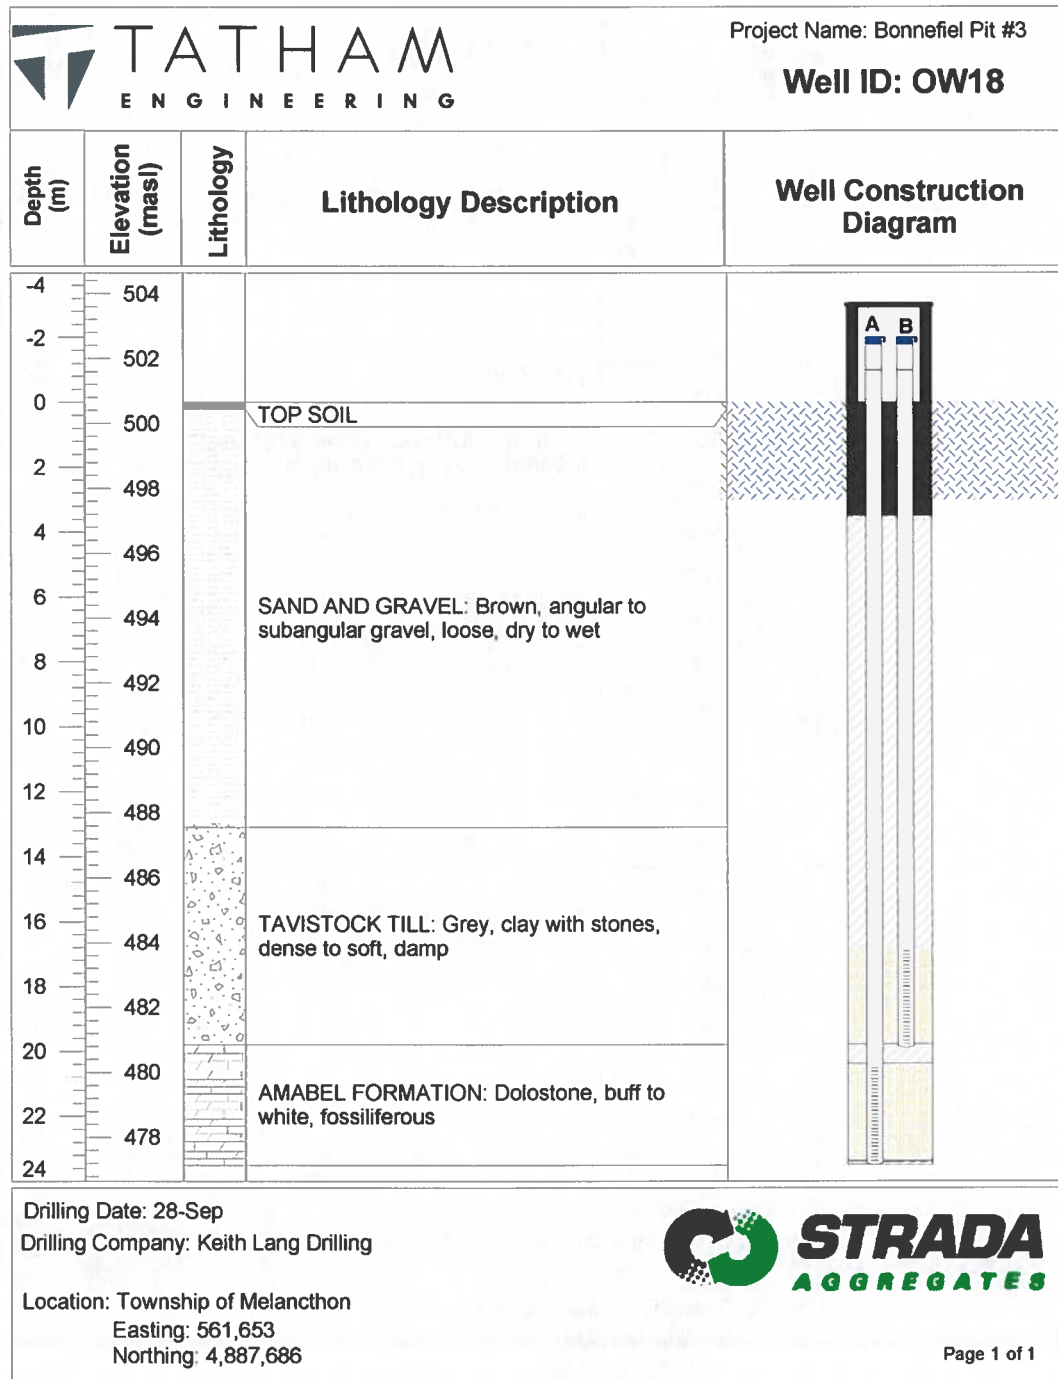 TATHAM
ENGINEERING
Project Name: Bonnefiel Pit #3
Well ID: OW18
Depth
(m)
Elevation
(masl)
Lithology
Lithology Description
Well Construction
Diagram
-4
-2
0
2
4
6
8
10
12
14
16
18
20
22
24
504
502
500
498
496
494
492
490
488
486
484
482
480
478
TOP SOIL
SAND AND GRAVEL: Brown, angular to
subangular gravel, loose, dry to wet
TAVISTOCK TILL: Grey, clay with stones,
dense to soft, damp
AMABEL FORMATION: Dolostone, buff to
white, fossiliferous
A B
Drilling Date: 28-Sep
Drilling Company: Keith Lang Drilling
Location: Township of Melancthon
Easting: 561,653
Northing: 4,887,686
STRADA
AGGREGATES
Page 1 of 1